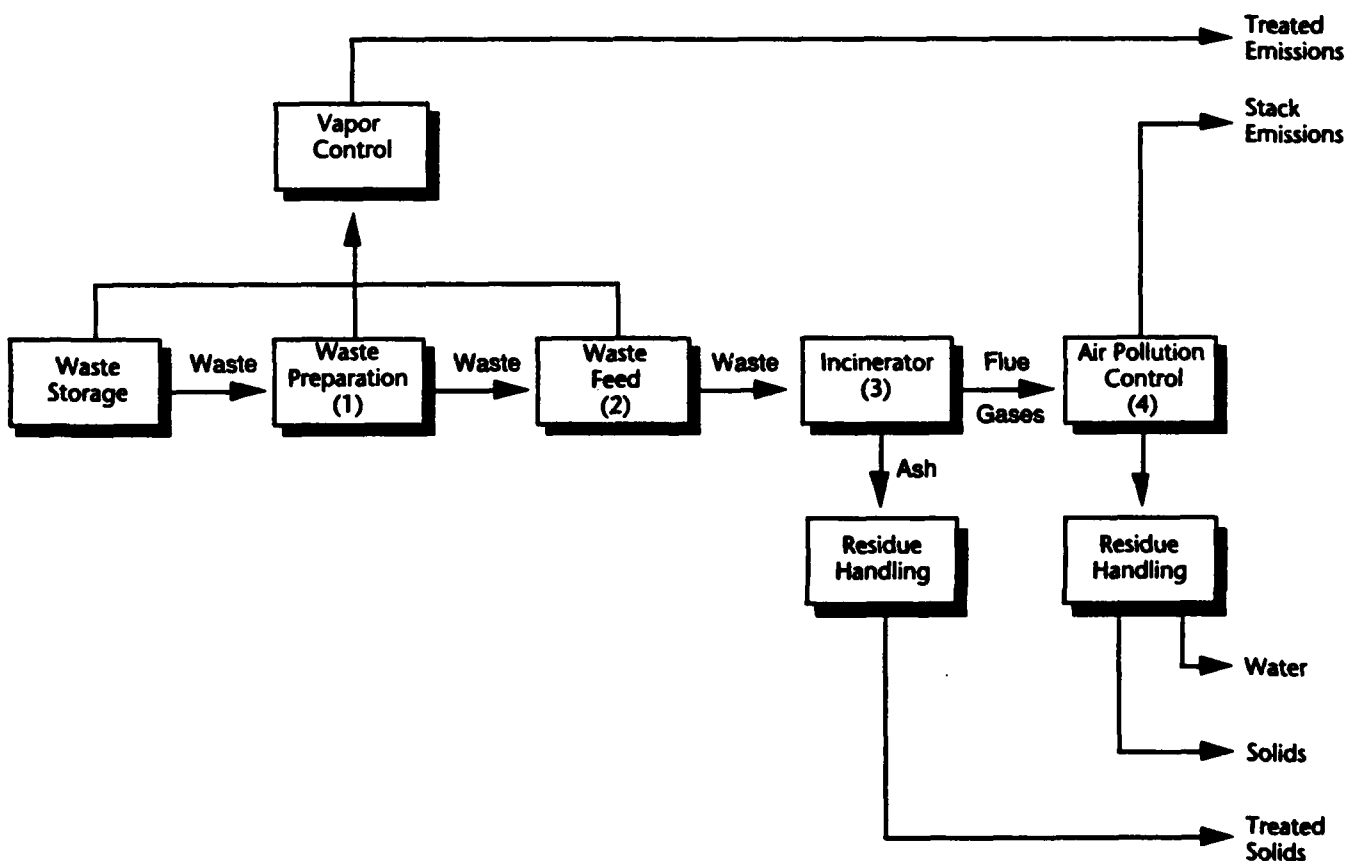 Treated
Emissions
Stack
Emissions
Vapor
Control
Waste
Storage
Waste
Waste
Preparation
(1)
Waste
Waste
Feed
(2)
Waste
Incinerator
(3)
Flue
Gases
Air Pollution
Control
(4)
Ash
Residue
Handling
Residue
Handling
Water
Solids
Treated
Solids